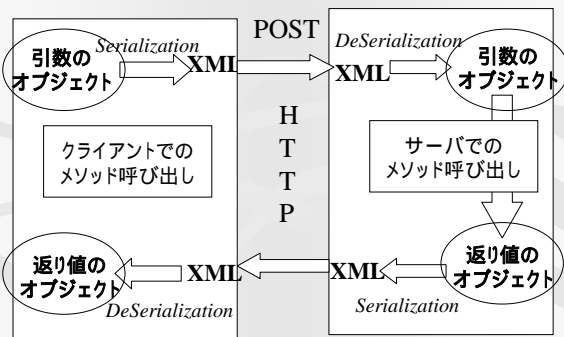 引数の
オブジェクト
Serialization
XML
POST
XML
DeSerialization
引数の
オブジェクト
クライアントでの
メソッド呼び出し
H
T
T
P
サーバでの
メソッド呼び出し
返り値の
オブジェクト
DeSerialization
XML
XML
Serialization
返り値の
オブジェクト